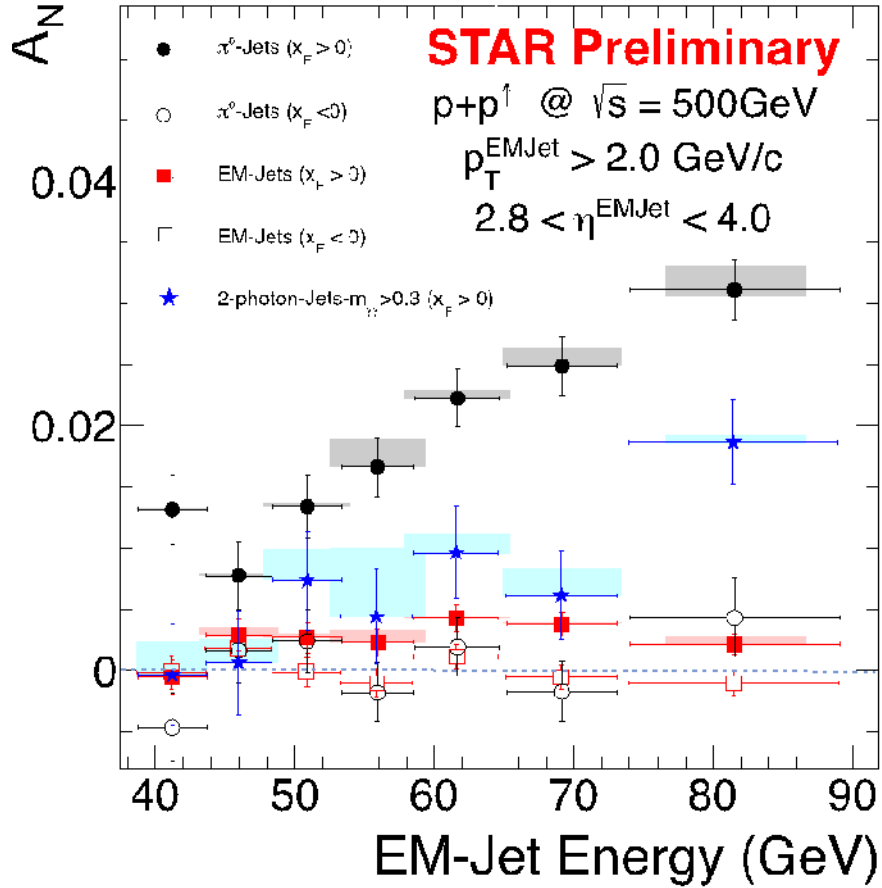 A_N
π⁰-Jets (x_F > 0)
π⁰-Jets (x_F <0)
EM-Jets (x_F > 0)
EM-Jets (x_F < 0)
2-photon-Jets-m_γγ>0.3 (x_F > 0)
STAR Preliminary
p+p↑ @ √s = 500GeV
p_T^EMJet > 2.0 GeV/c
2.8 < η^EMJet < 4.0
0.04
0.02
0
40 50 60 70 80 90
EM-Jet Energy (GeV)